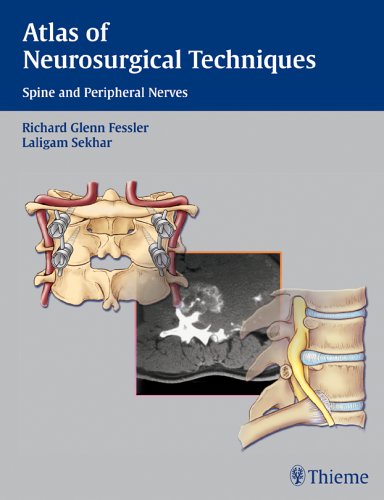 Atlas of
Neurosurgical Techniques
Spine and Peripheral Nerves
Richard Glenn Fessler
Laligam Sekhar
Thieme